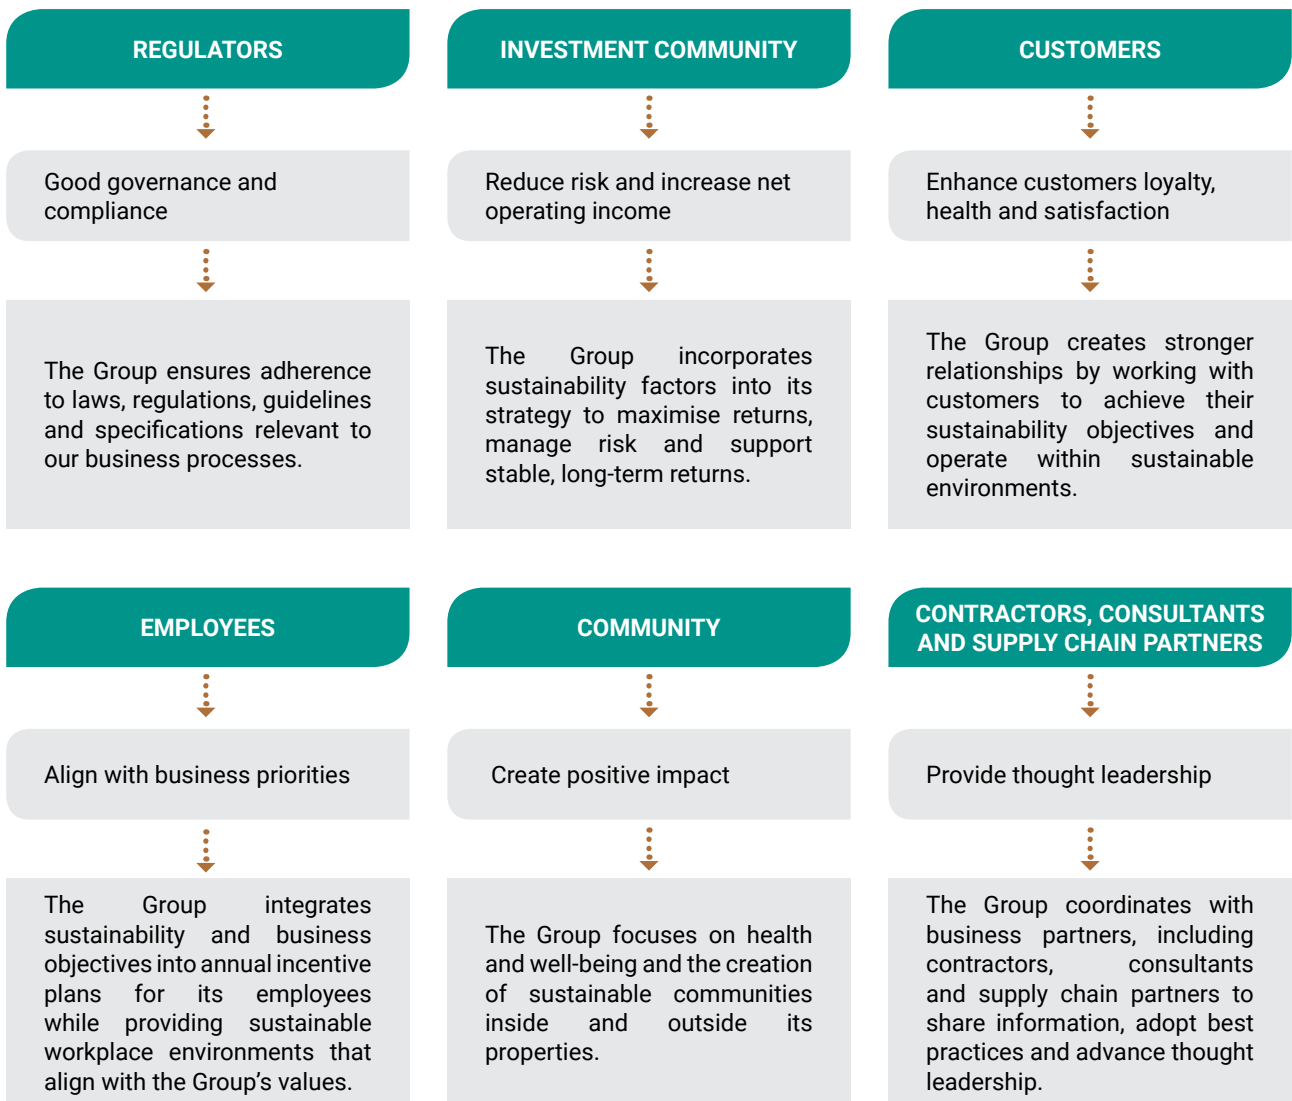 REGULATORS
Good governance and
compliance
The Group ensures adherence
to laws, regulations, guidelines
and specifications relevant to
our business processes.
INVESTMENT COMMUNITY
Reduce risk and increase net
operating income
The Group incorporates
sustainability factors into its
strategy to maximise returns,
manage risk and support
stable, long-term returns.
CUSTOMERS
Enhance customers loyalty,
health and satisfaction
The Group creates stronger
relationships by working with
customers to achieve their
sustainability objectives and
operate within sustainable
environments.
EMPLOYEES
Align with business priorities
The Group integrates
sustainability and business
objectives into annual incentive
plans for its employees
while providing sustainable
workplace environments that
align with the Group's values.
COMMUNITY
Create positive impact
The Group focuses on health
and well-being and the creation
of sustainable communities
inside and outside its
properties.
CONTRACTORS, CONSULTANTS
AND SUPPLY CHAIN PARTNERS
Provide thought leadership
The Group coordinates with
business partners, including
contractors, consultants
and supply chain partners to
share information, adopt best
practices and advance thought
leadership.